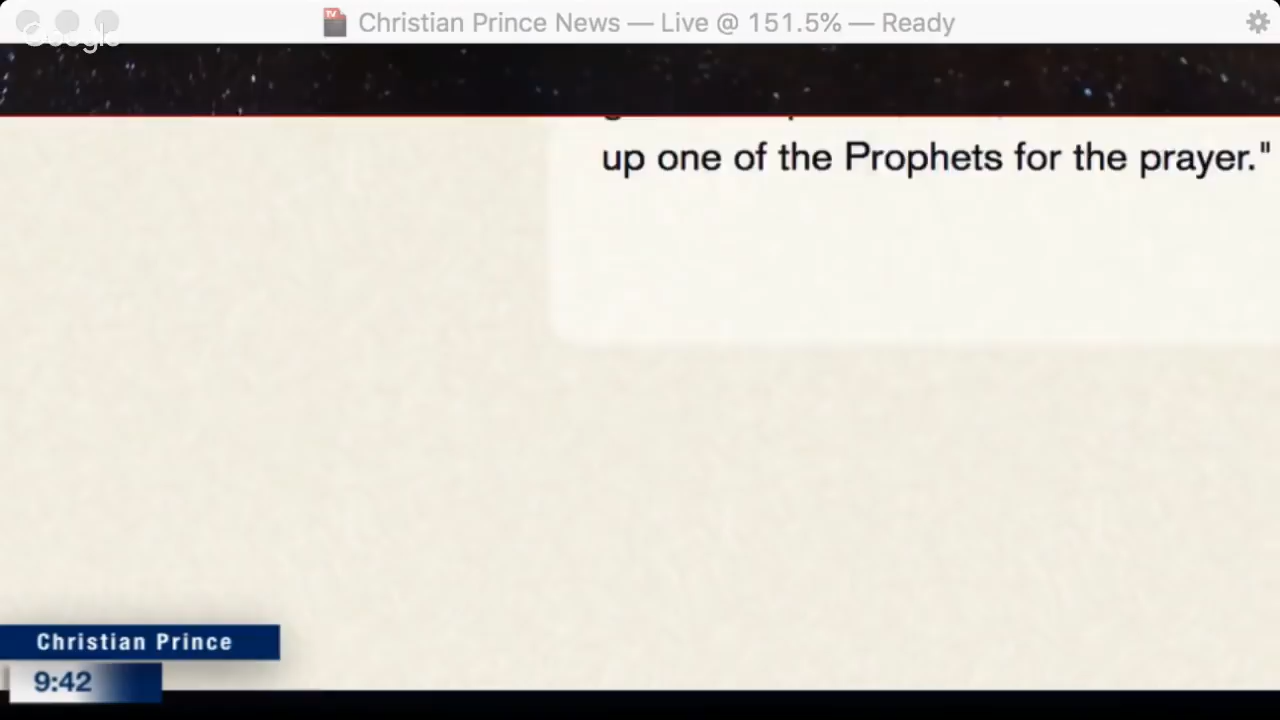 Google
Christian Prince News — Live @ 151.5% — Ready
up one of the Prophets for the prayer."
Christian Prince
9:42